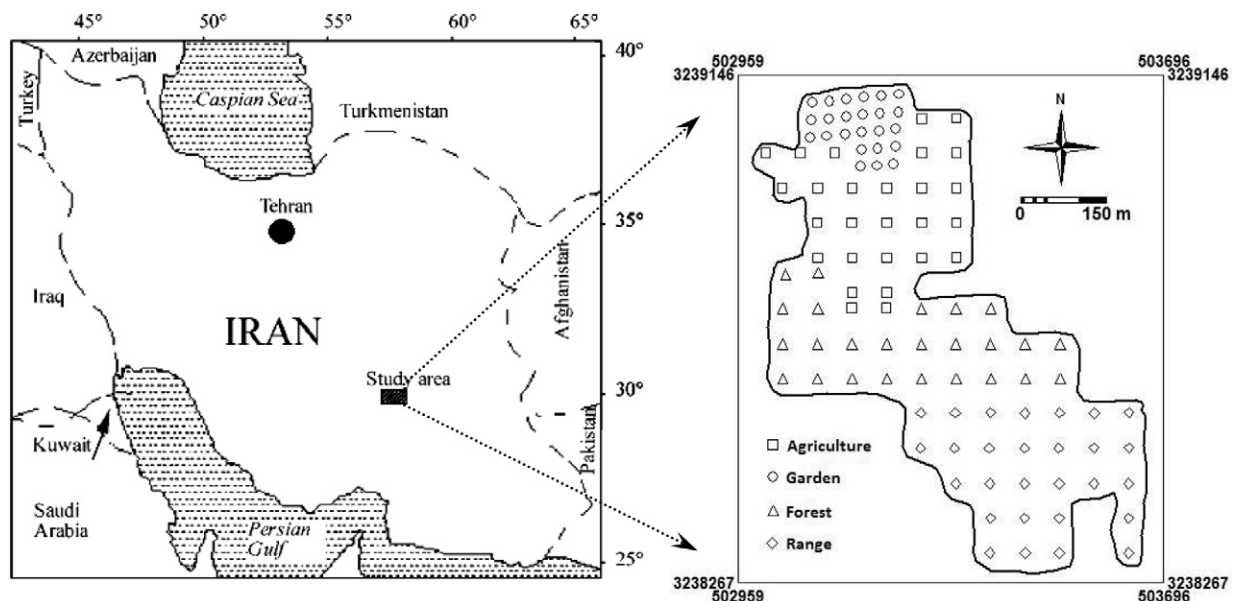 45° 50° 55° 60° 65°
40°
Azerbaijan
Turkey
Caspian Sea
Turkmenistan
Tehran
35°
Iraq
IRAN
Afghanistan
Study area
30°
Kuwait
Pakistan
Saudi
Arabia
Persian
Gulf
25°
502959 503696
3239146 3239146
N
0 150 m
Agriculture
Garden
Forest
Range
3238267 3238267
502959 503696